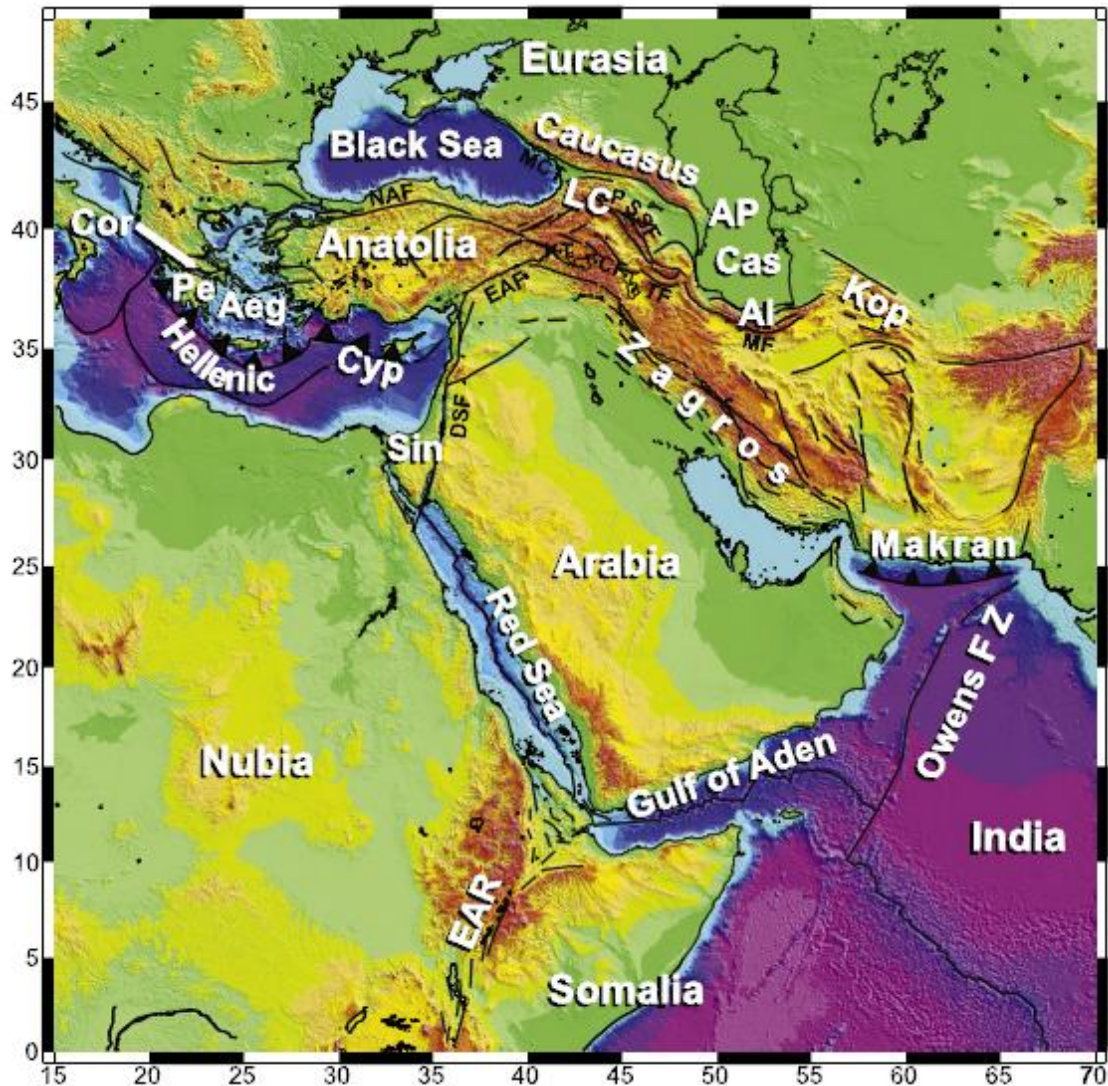 Eurasia
45
Black Sea
Caucasus
MC
LC
NAF
AP
40
Cor
Anatolia
Cas
Pe
Aeg
EAF
TF
Al
Kop
MF
35
Hellenic
Cyp
Zagros
DSF
Sin
30
Makran
25
Arabia
Red Sea
Owens F Z
20
Nubia
15
Gulf of Aden
India
10
EAR
5
Somalia
0
15 20 25 30 35 40 45 50 55 60 65 70